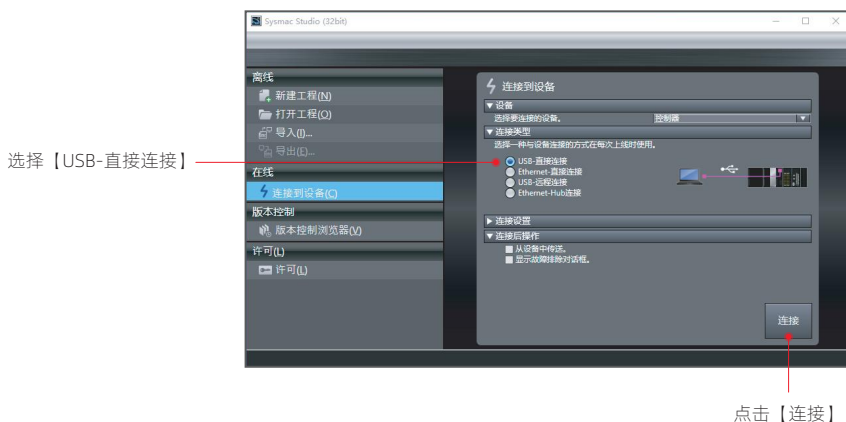 Sysmac Studio (32bit)
离线
新建工程(N)
打开工程(O)
导入(I)...
导出(E)...
在线
连接到设备(C)
版本控制
版本控制浏览器(V)
许可(L)
许可(L)
连接到设备
▼设备
选择要连接的设备。 控制器
▼连接类型
选择一种与设备连接的方式在每次上线时使用。
USB-直接连接
Ethernet-直接连接
USB-远程连接
Ethernet-Hub连接
▶连接设置
▼连接后操作
从设备中传送。
显示故障排除对话框。
连接
选择【USB-直接连接】
点击【连接】